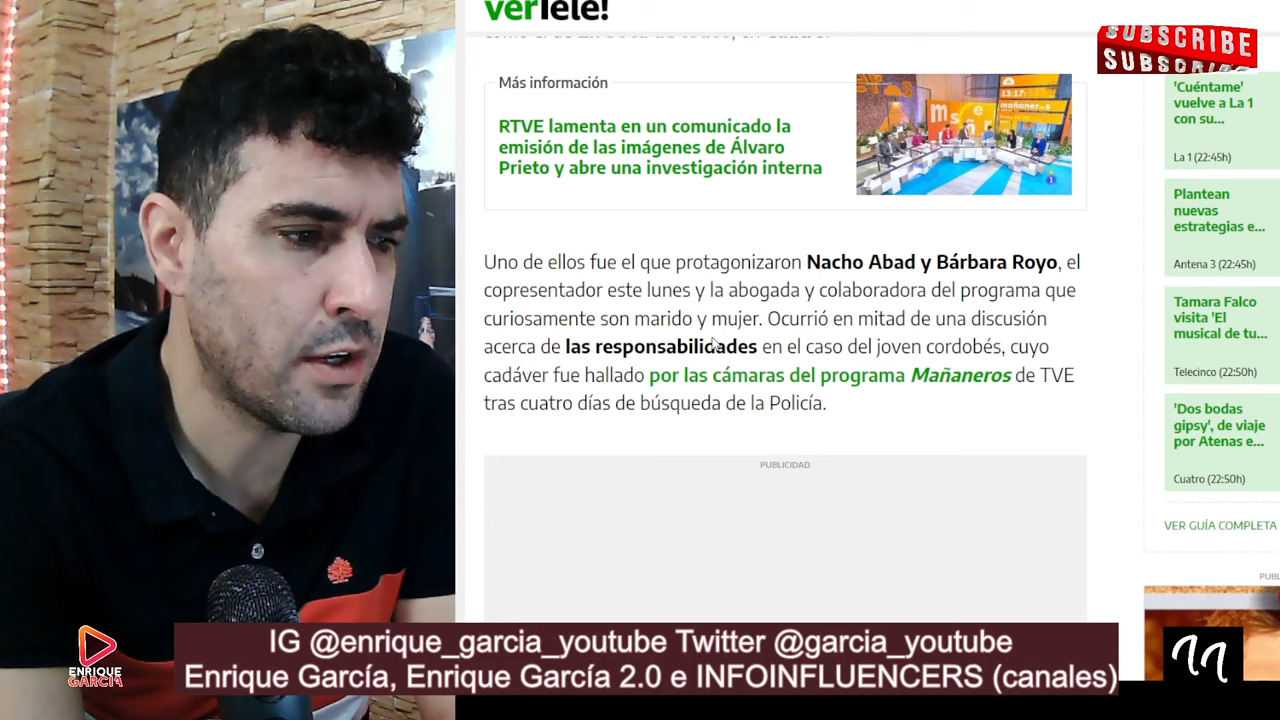 verTele!
SUBSCRIBE
SUBSCRIBE
Más información
RTVE lamenta en un comunicado la
emisión de las imágenes de Álvaro
Prieto y abre una investigación interna
13:17
Uno de ellos fue el que protagonizaron Nacho Abad y Bárbara Royo, el
copresentador este lunes y la abogada y colaboradora del programa que
curiosamente son marido y mujer. Ocurrió en mitad de una discusión
acerca de las responsabilidades en el caso del joven cordobés, cuyo
cadáver fue hallado por las cámaras del programa Mañaneros de TVE
tras cuatro días de búsqueda de la Policía.
PUBLICIDAD
'Cuéntame'
vuelve a La 1
con su...
La 1 (22:45h)
Plantean
nuevas
estrategias e...
Antena 3 (22:45h)
Tamara Falco
visita 'El
musical de tu...
Telecinco (22:50h)
'Dos bodas
gipsy', de viaje
por Atenas e...
Cuatro (22:50h)
VER GUÍA COMPLETA
PUBL
ENRIQUE
GARCÍA
IG @enrique_garcia_youtube Twitter @garcia_youtube
Enrique García, Enrique García 2.0 e INFOINFLUENCERS (canales)